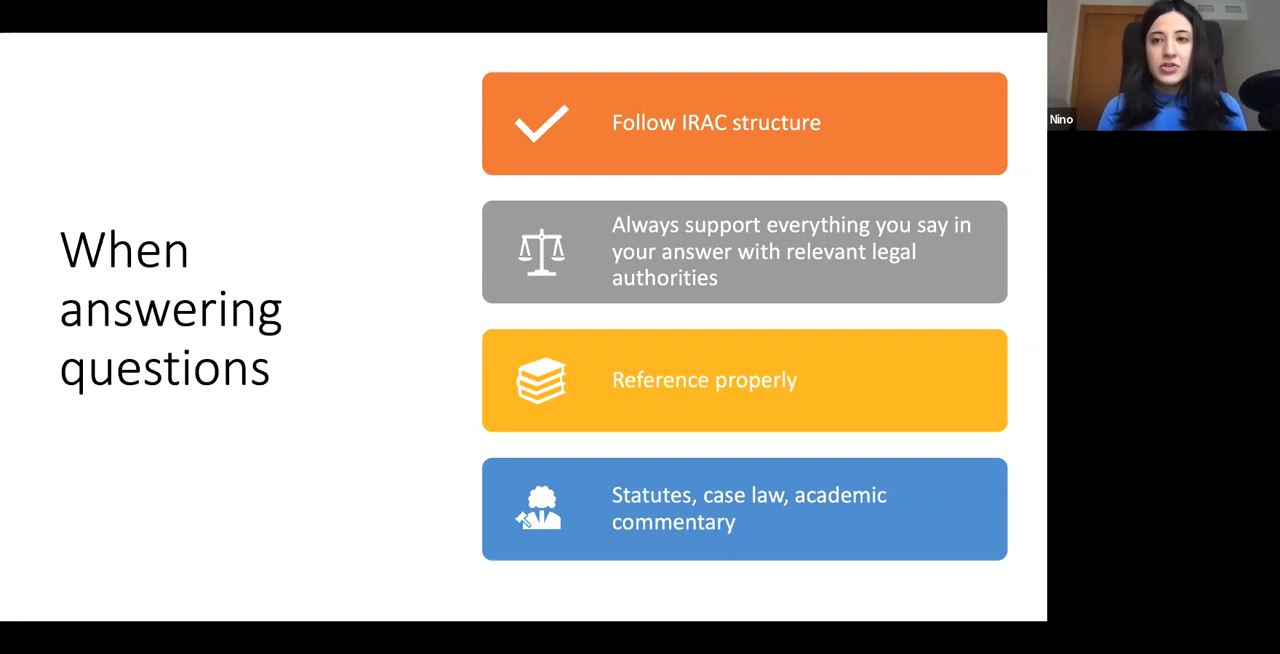 When
answering
questions
Follow IRAC structure
Always support everything you say in
your answer with relevant legal
authorities
Reference properly
Statutes, case law, academic
commentary
Nino